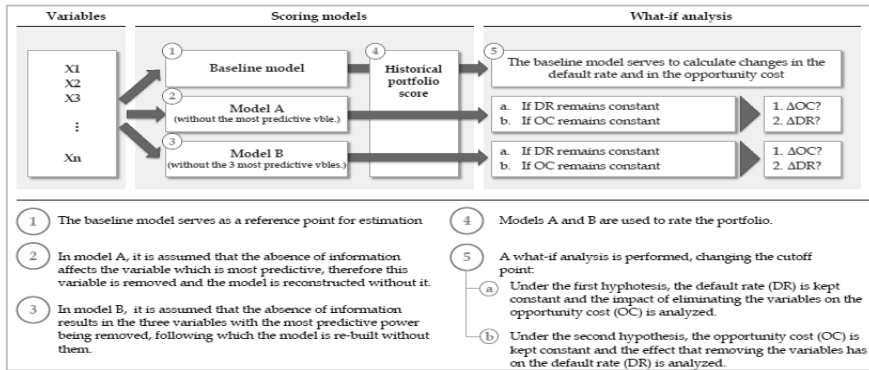 Variables
Scoring models
What-if analysis
X1
X2
X3
⋮
Xn
1
Baseline model
2
Model A
(without the most predictive vble.)
3
Model B
(without the 3 most predictive vbles.)
4
Historical
portfolio
score
5
The baseline model serves to calculate changes in the
default rate and in the opportunity cost
a. If DR remains constant
b. If OC remains constant
1. ΔOC?
2. ΔDR?
a. If DR remains constant
b. If OC remains constant
1. ΔOC?
2. ΔDR?
1 The baseline model serves as a reference point for estimation
2 In model A, it is assumed that the absence of information
affects the variable which is most predictive, therefore this
variable is removed and the model is reconstructed without it.
3 In model B, it is assumed that the absence of information
results in the three variables with the most predictive power
being removed, following which the model is re-built without
them.
4 Models A and B are used to rate the portfolio.
5 A what-if analysis is performed, changing the cutoff
point:
a Under the first hyphotesis, the default rate (DR) is kept
constant and the impact of eliminating the variables on the
opportunity cost (OC) is analyzed.
b Under the second hypothesis, the opportunity cost (OC) is
kept constant and the effect that removing the variables has
on the default rate (DR) is analyzed.